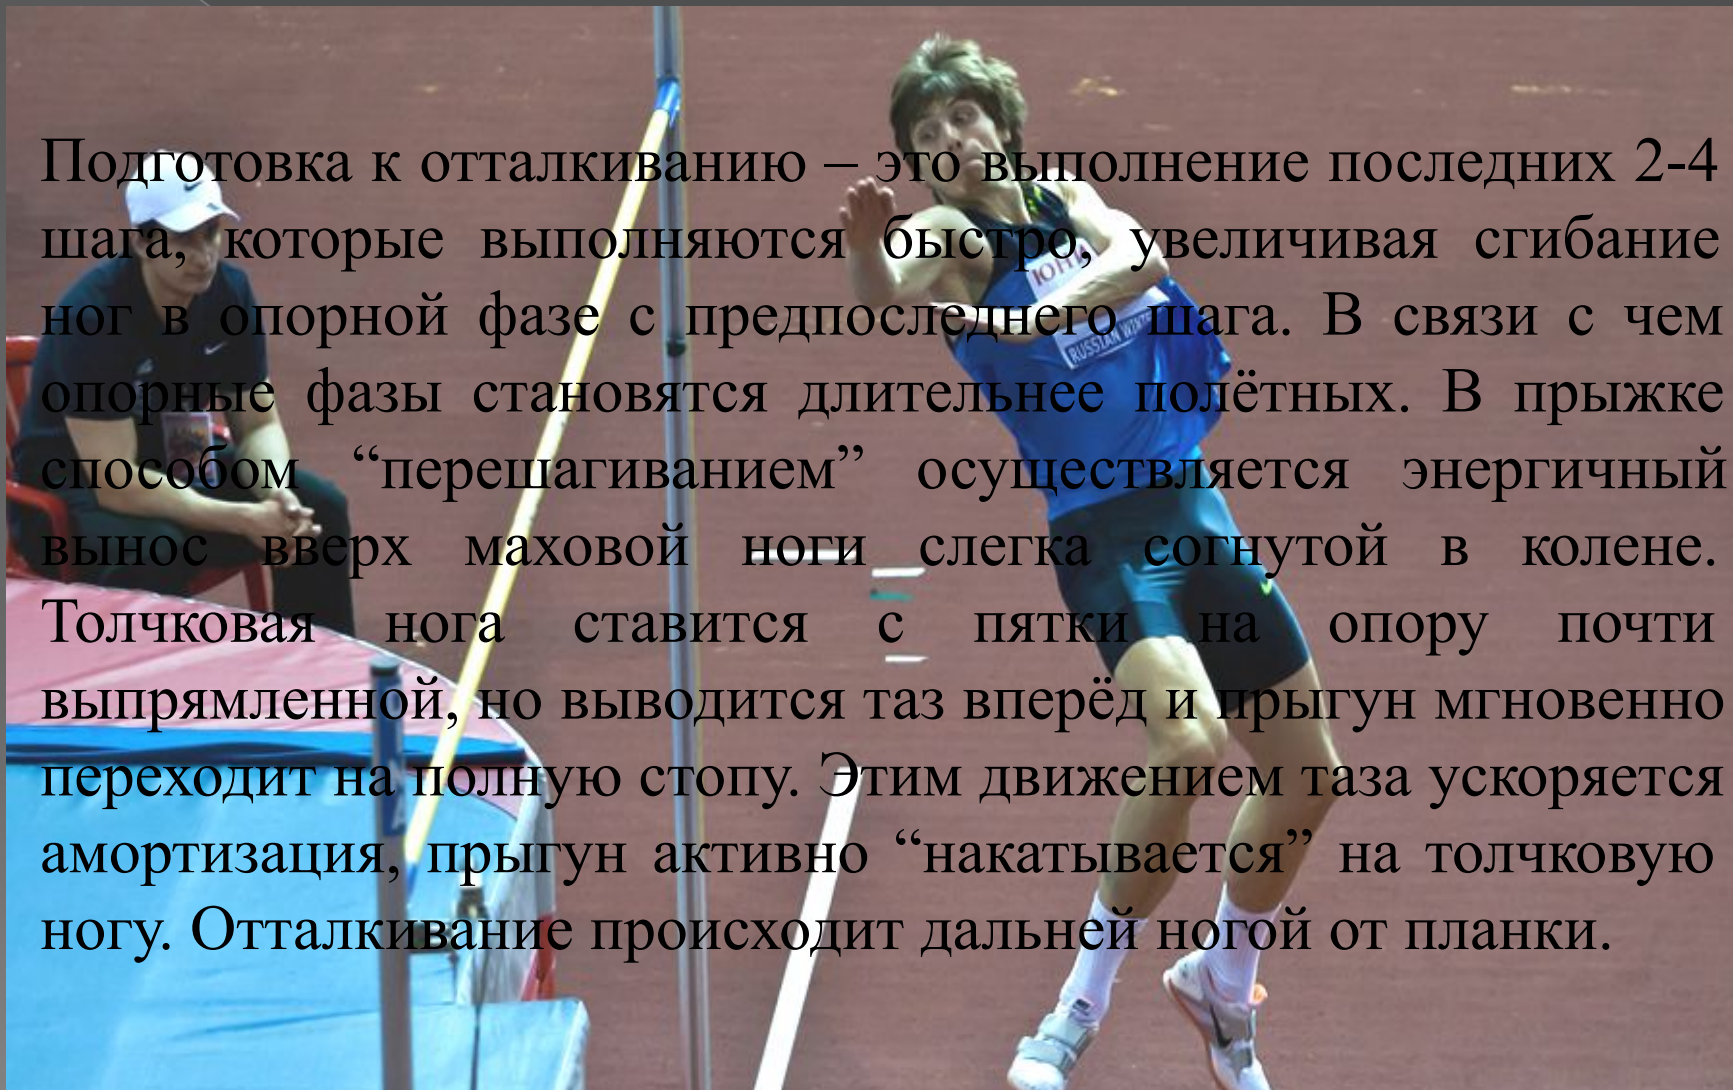 Подготовка к отталкиванию – это выполнение последних 2-4
шага, которые выполняются быстро, увеличивая сгибание
ног в опорной фазе с предпоследнего шага. В связи с чем
опорные фазы становятся длительнее полётных. В прыжке
способом “перешагиванием” осуществляется энергичный
вынос вверх маховой ноги слегка согнутой в колене.
Толчковая нога ставится с пятки на опору почти
выпрямленной, но выводится таз вперёд и прыгун мгновенно
переходит на полную стопу. Этим движением таза ускоряется
амортизация, прыгун активно “накатывается” на толчковую
ногу. Отталкивание происходит дальней ногой от планки.
RUSSIAN